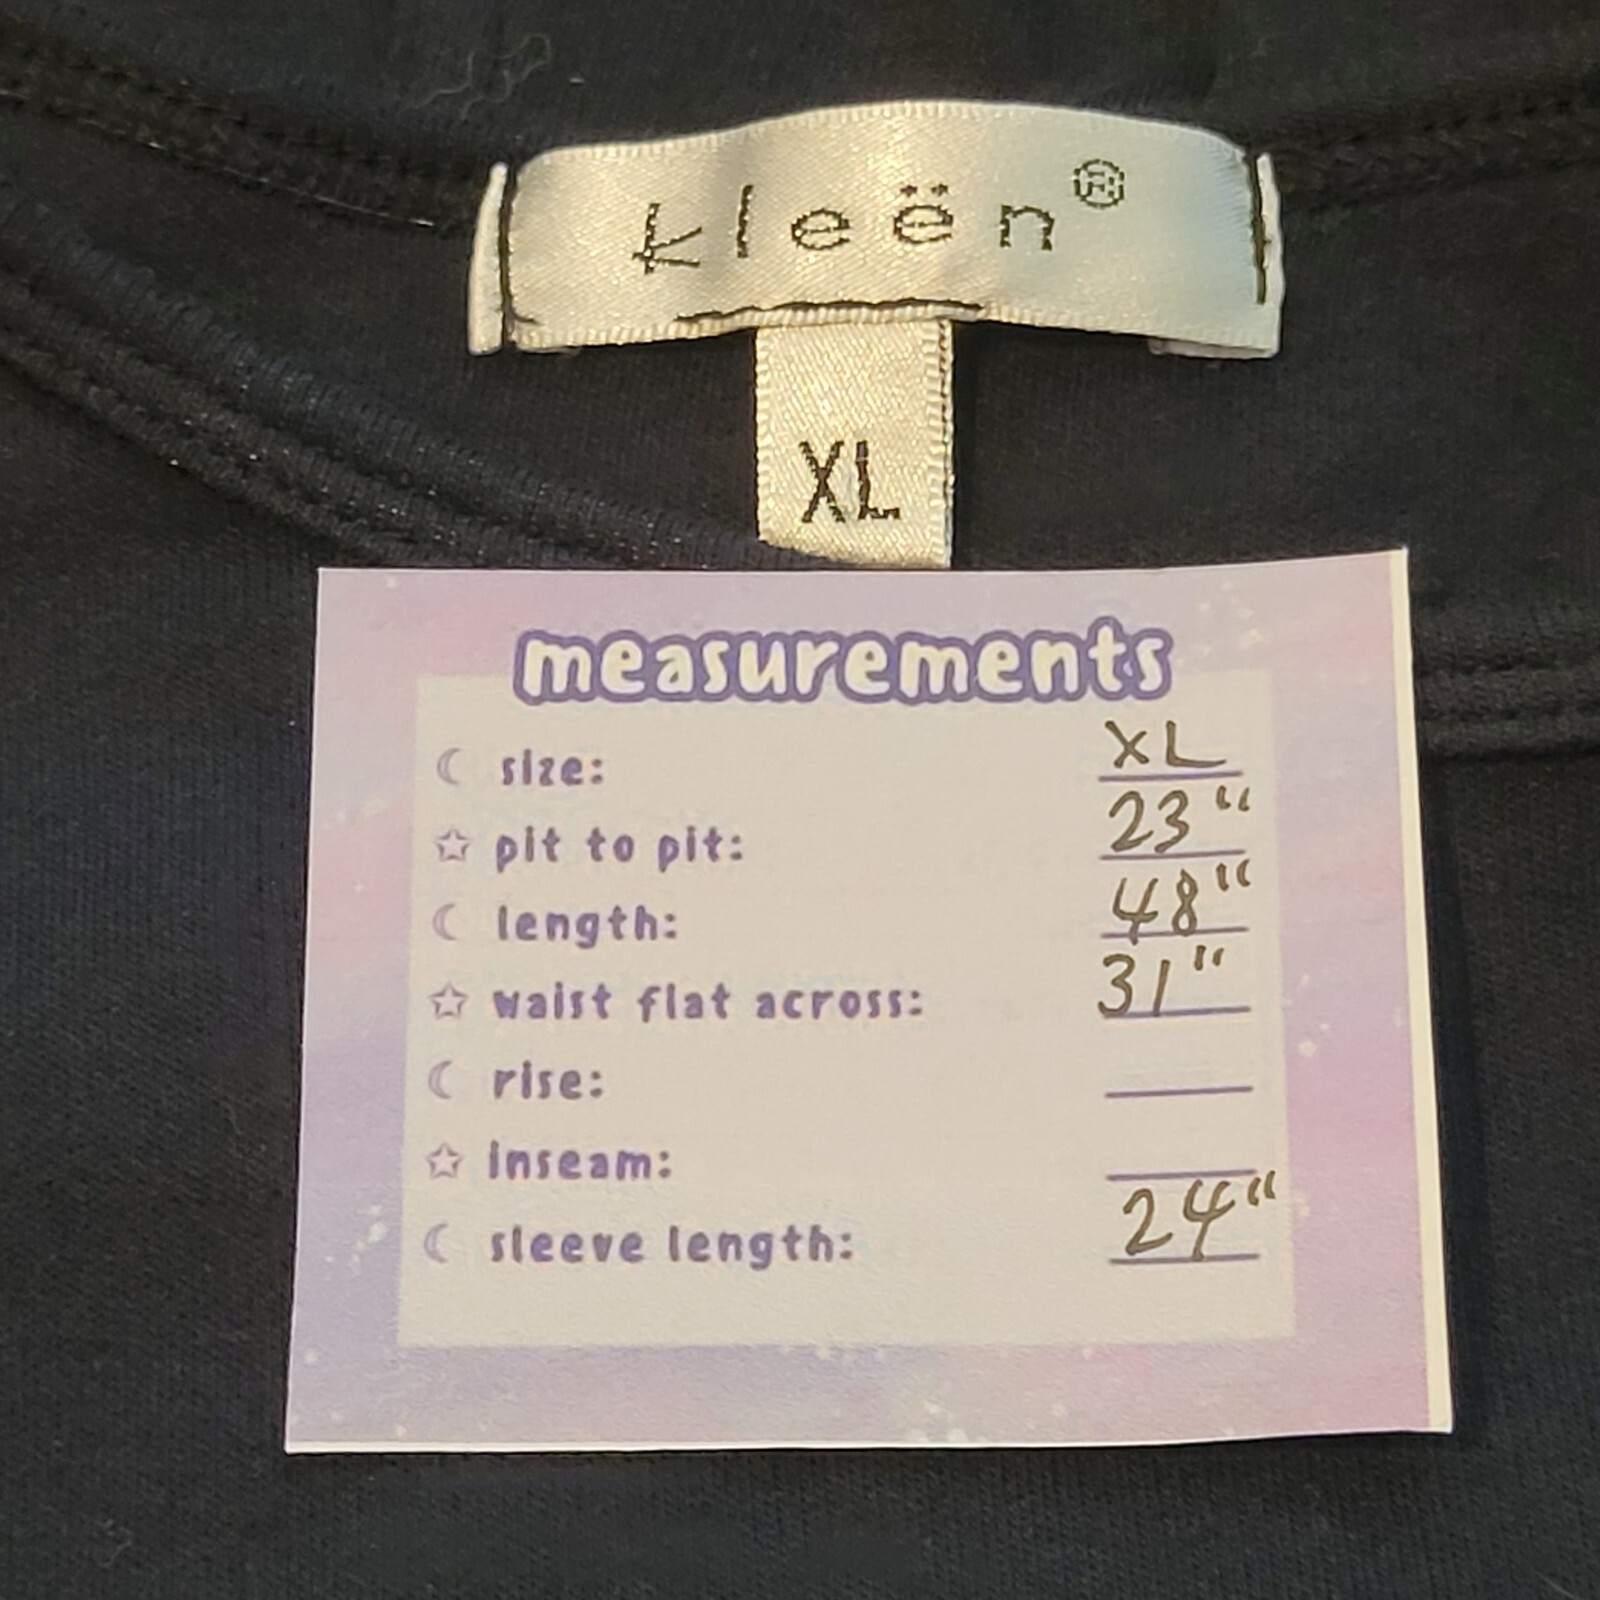 kleën®
XL
measurements
size: XL
pit to pit: 23"
length: 48"
waist flat across: 31"
rise:
inseam:
sleeve length: 24"